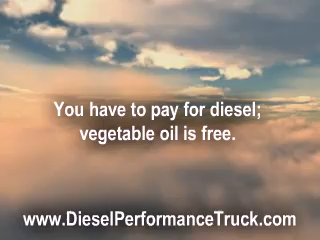 You have to pay for diesel;
vegetable oil is free.
www.DieselPerformanceTruck.com